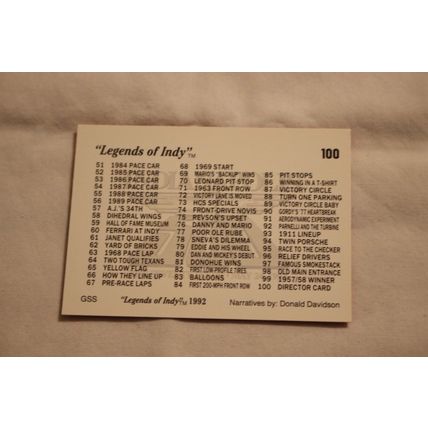 "Legends of Indy"TM 100
51 1984 PACE CAR
52 1985 PACE CAR
53 1986 PACE CAR
54 1987 PACE CAR
55 1988 PACE CAR
56 1989 PACE CAR
57 A.J.'S 34TH
58 DIHEDRAL WINGS
59 HALL OF FAME MUSEUM
60 FERRARI AT INDY
61 JANET QUALIFIES
62 YARD OF BRICKS
63 1968 PACE LAP
64 TWO TOUGH TEXANS
65 YELLOW FLAG
66 HOW THEY LINE UP
67 PRE-RACE LAPS
68 1969 START
69 MARIO'S "BACKUP" WINS
70 LEONARD PIT STOP
71 1963 FRONT ROW
72 VICTORY LANE IS MOVED
73 HCS SPECIALS
74 FRONT-DRIVE NOVIS
75 REVSON'S UPSET
76 DANNY AND MARIO
77 POOR OLE RUBE
78 SNEVA'S DILEMMA
79 EDDIE AND HIS WHEEL
80 DAN AND MICKEY'S DEBUT
81 DONOHUE WINS
82 FIRST LOW-PROFILE TIRES
83 BALLOONS
84 FIRST 200-MPH FRONT ROW
85 PIT STOPS
86 WINNING IN A T-SHIRT
87 VICTORY CIRCLE
88 TURN ONE PARKING
89 VICTORY CIRCLE BABY
90 GORDY'S '77 HEARTBREAK
91 AERODYNAMIC EXPERIMENT
92 PARNELLI AND THE TURBINE
93 1911 LINEUP
94 TWIN PORSCHE
95 RACE TO THE CHECKER
96 RELIEF DRIVERS
97 FAMOUS SMOKESTACK
98 OLD MAIN ENTRANCE
99 1957/58 WINNER
100 DIRECTOR CARD
GSS "Legends of Indy"TM 1992 Narratives by: Donald Davidson